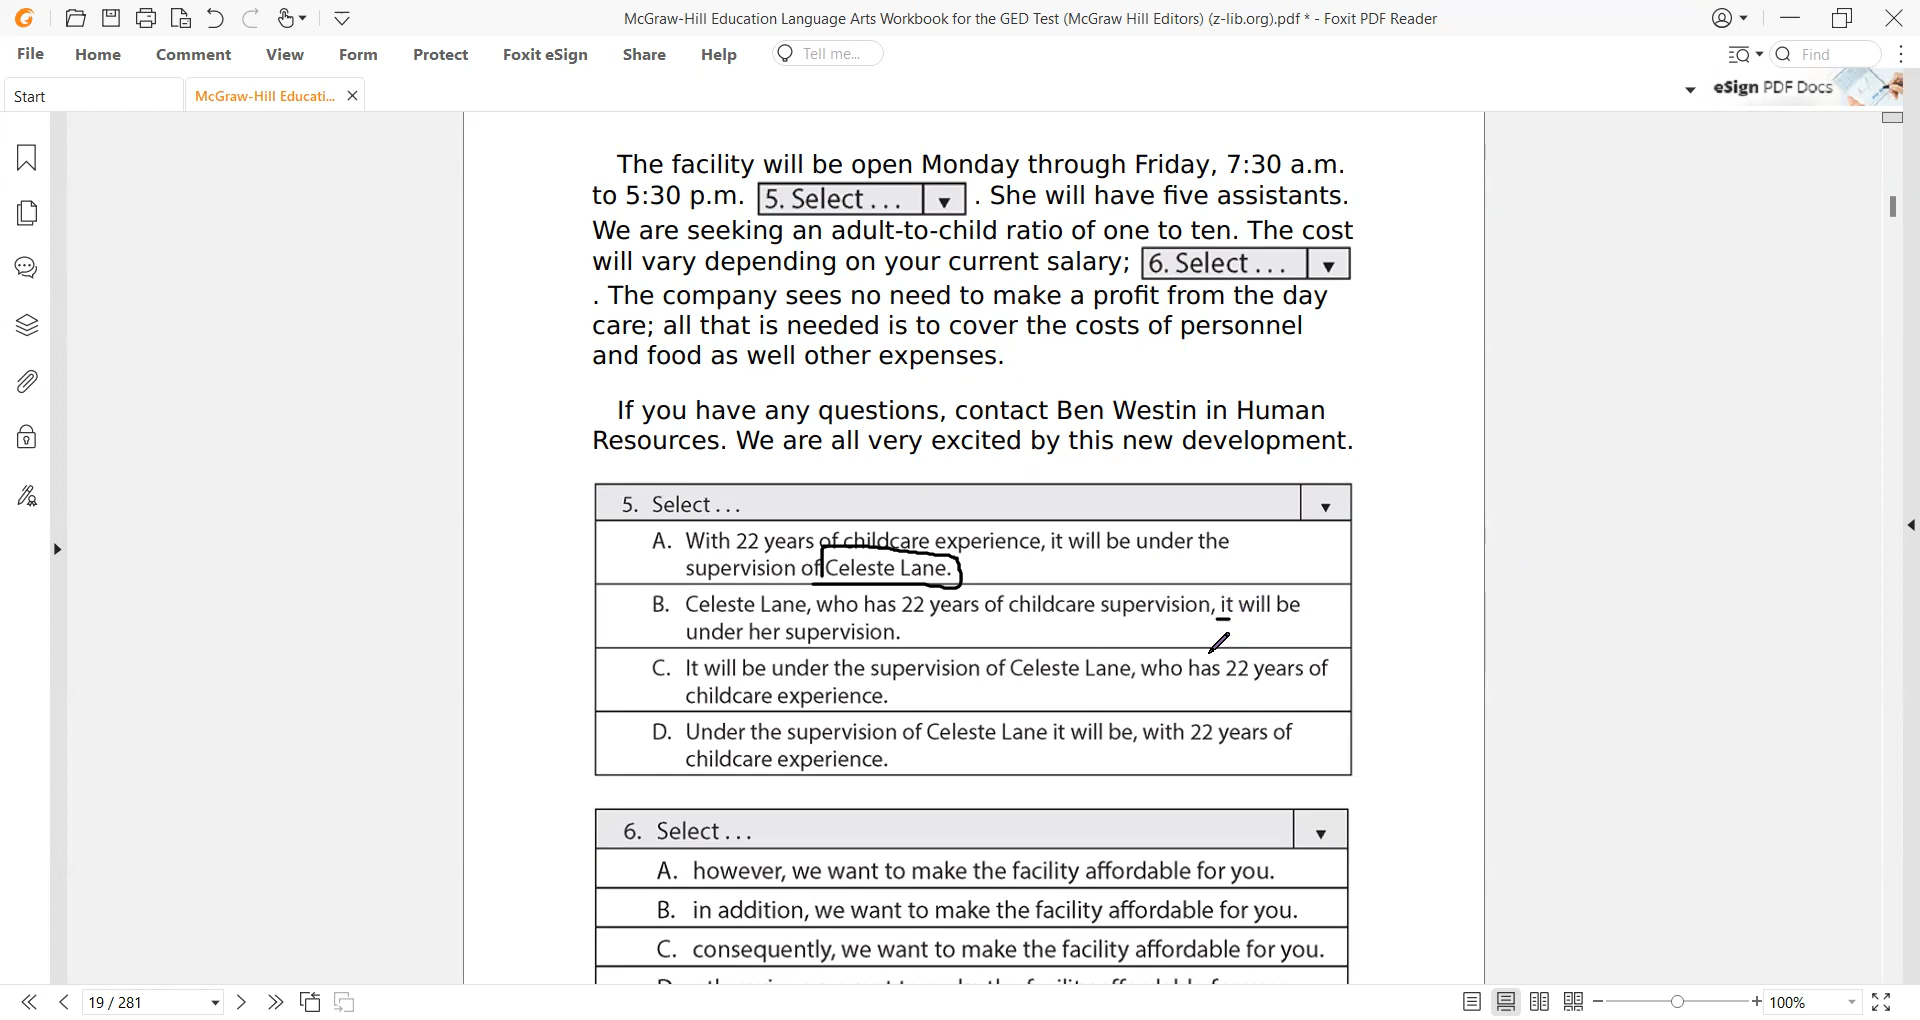 McGraw-Hill Education Language Arts Workbook for the GED Test (McGraw Hill Editors) (z-lib.org).pdf * - Foxit PDF Reader
File Home Comment View Form Protect Foxit eSign Share Help Tell me... Find
Start McGraw-Hill Educati... eSign PDF Docs
The facility will be open Monday through Friday, 7:30 a.m.
to 5:30 p.m. 5. Select . . . . She will have five assistants.
We are seeking an adult-to-child ratio of one to ten. The cost
will vary depending on your current salary; 6. Select . . .
. The company sees no need to make a profit from the day
care; all that is needed is to cover the costs of personnel
and food as well other expenses.
If you have any questions, contact Ben Westin in Human
Resources. We are all very excited by this new development.
5. Select . . .
A. With 22 years of childcare experience, it will be under the
supervision of Celeste Lane.
B. Celeste Lane, who has 22 years of childcare supervision, it will be
under her supervision.
C. It will be under the supervision of Celeste Lane, who has 22 years of
childcare experience.
D. Under the supervision of Celeste Lane it will be, with 22 years of
childcare experience.
6. Select . . .
A. however, we want to make the facility affordable for you.
B. in addition, we want to make the facility affordable for you.
C. consequently, we want to make the facility affordable for you.
19 / 281 100%